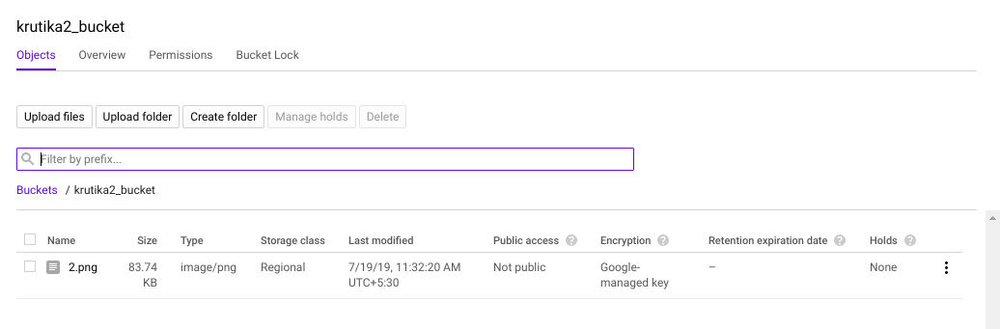 krutika2_bucket
Objects Overview Permissions Bucket Lock
Upload files Upload folder Create folder Manage holds Delete
Filter by prefix...
Buckets / krutika2_bucket
Name Size Type Storage class Last modified Public access ? Encryption ? Retention expiration date ? Holds ?
2.png 83.74 image/png Regional 7/19/19, 11:32:20 AM Not public Google- – None
KB UTC+5:30 managed key